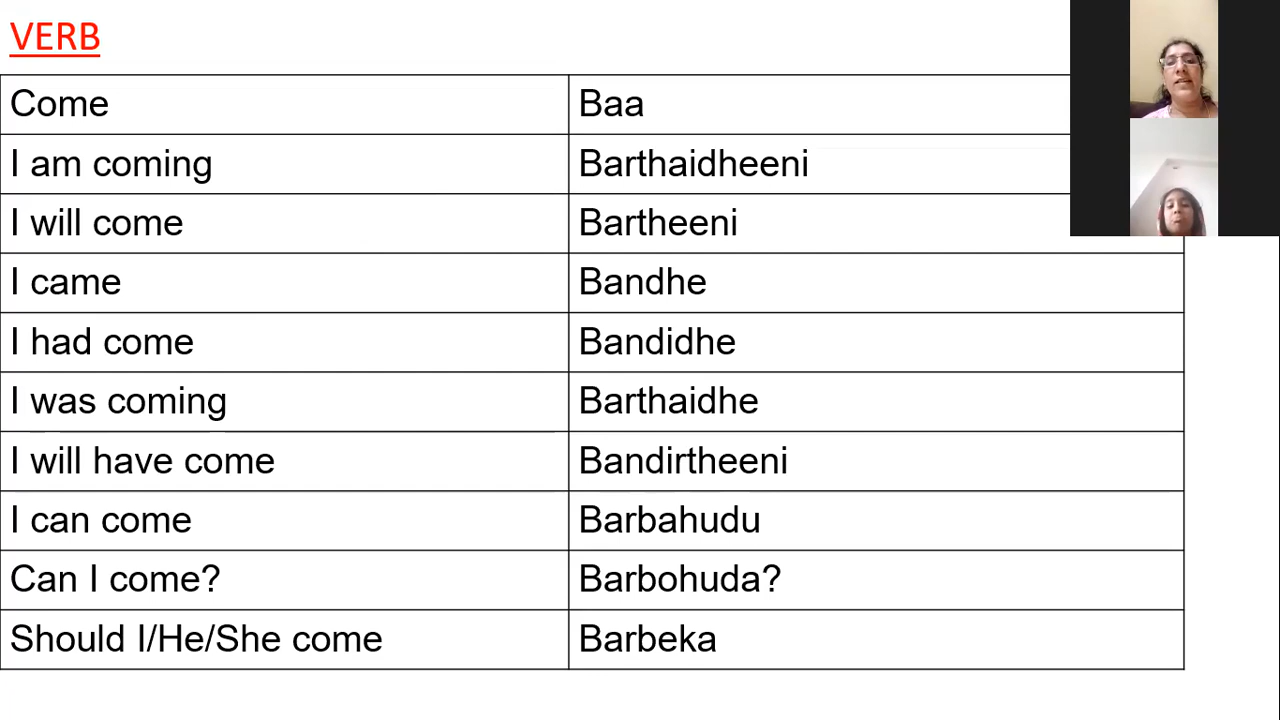 VERB
Come Baa
I am coming Barthaidheeni
I will come Bartheeni
I came Bandhe
I had come Bandidhe
I was coming Barthaidhe
I will have come Bandirtheeni
I can come Barbahudu
Can I come? Barbohuda?
Should I/He/She come Barbeka